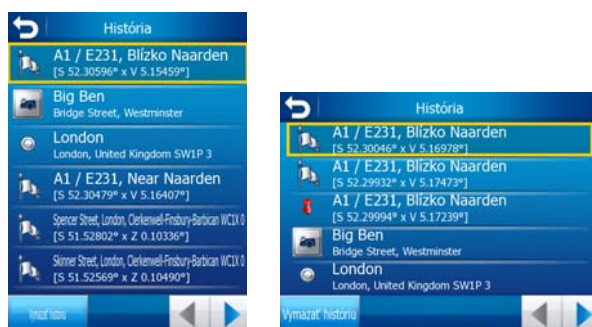 História
A1 / E231, Blízko Naarden
[S 52.30596° x V 5.15459°]
Big Ben
Bridge Street, Westminster
London
London, United Kingdom SW1P 3
A1 / E231, Near Naarden
[S 52.30479° x V 5.16407°]
Spencer Street, London, Clerkenwell-Finsbury-Barbican WC1X 0
[S 51.52802° x Z 0.10336°]
Skinner Street, London, Clerkenwell-Finsbury-Barbican WC1X 0
[S 51.52569° x Z 0.10490°]
Vymazať históriu
História
A1 / E231, Blízko Naarden
[S 52.30046° x V 5.16978°]
A1 / E231, Blízko Naarden
[S 52.29932° x V 5.17473°]
A1 / E231, Blízko Naarden
[S 52.29994° x V 5.17239°]
Big Ben
Bridge Street, Westminster
London
London, United Kingdom SW1P 3
Vymazať históriu